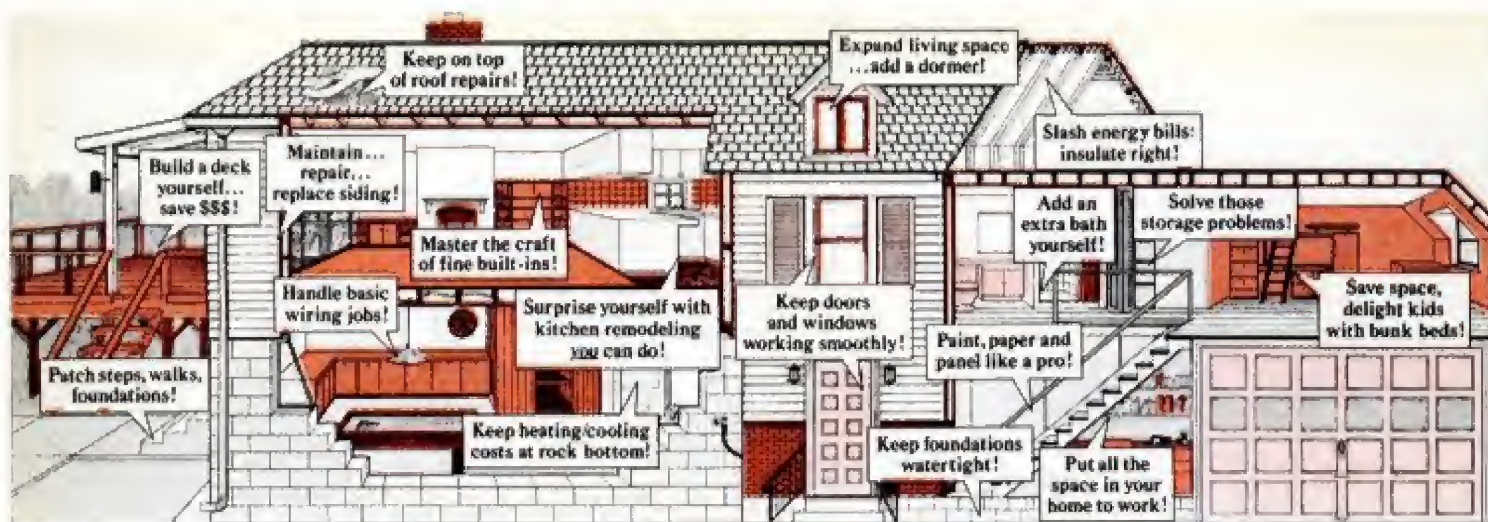 Keep on top
of roof repairs!
Expand living space
...add a dormer!
Slash energy bills:
insulate right!
Build a deck
yourself...
save $$$!
Maintain...
repair...
replace siding!
Master the craft
of fine built-ins!
Add an
extra bath
yourself!
Solve those
storage problems!
Handle basic
wiring jobs!
Surprise yourself with
kitchen remodeling
you can do!
Keep doors
and windows
working smoothly!
Save space,
delight kids
with bunk beds!
Paint, paper and
panel like a pro!
Patch steps, walks,
foundations!
Keep heating/cooling
costs at rock bottom!
Keep foundations
watertight!
Put all the
space in your
home to work!